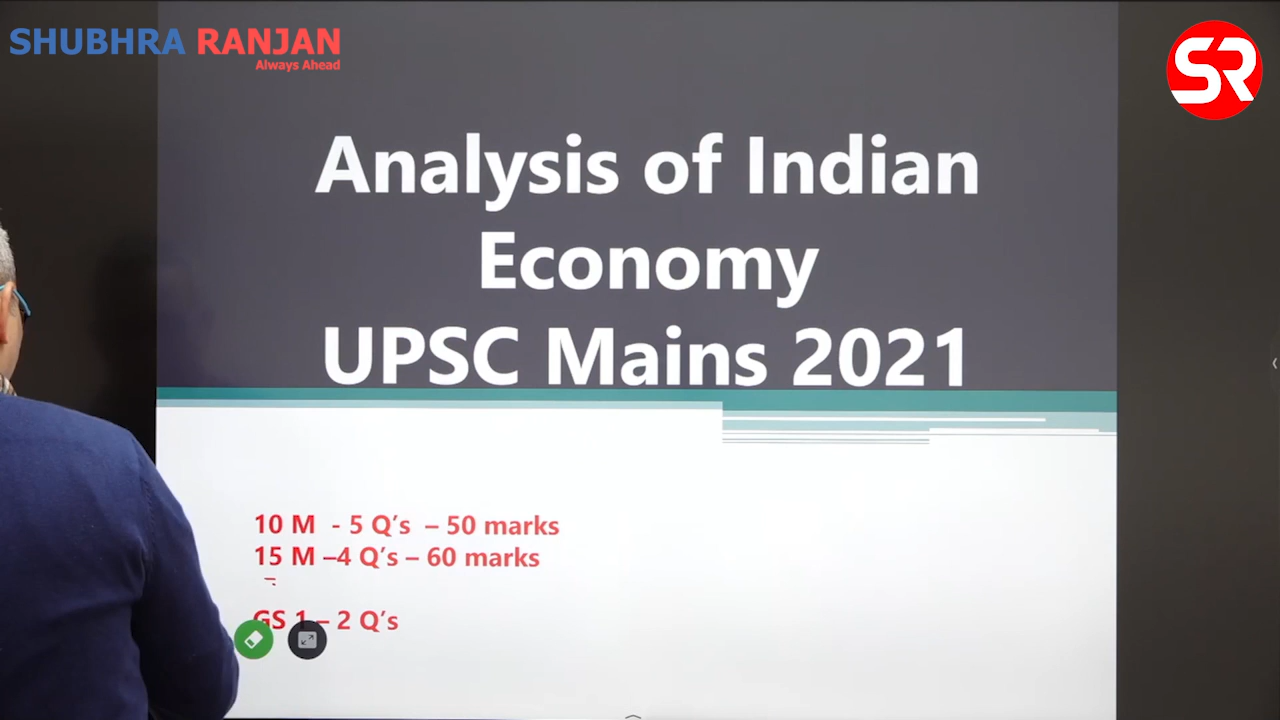 SHUBHRA RANJAN
Always Ahead
SR
Analysis of Indian
Economy
UPSC Mains 2021
10 M - 5 Q's – 50 marks
15 M –4 Q's – 60 marks
GS 1 – 2 Q's